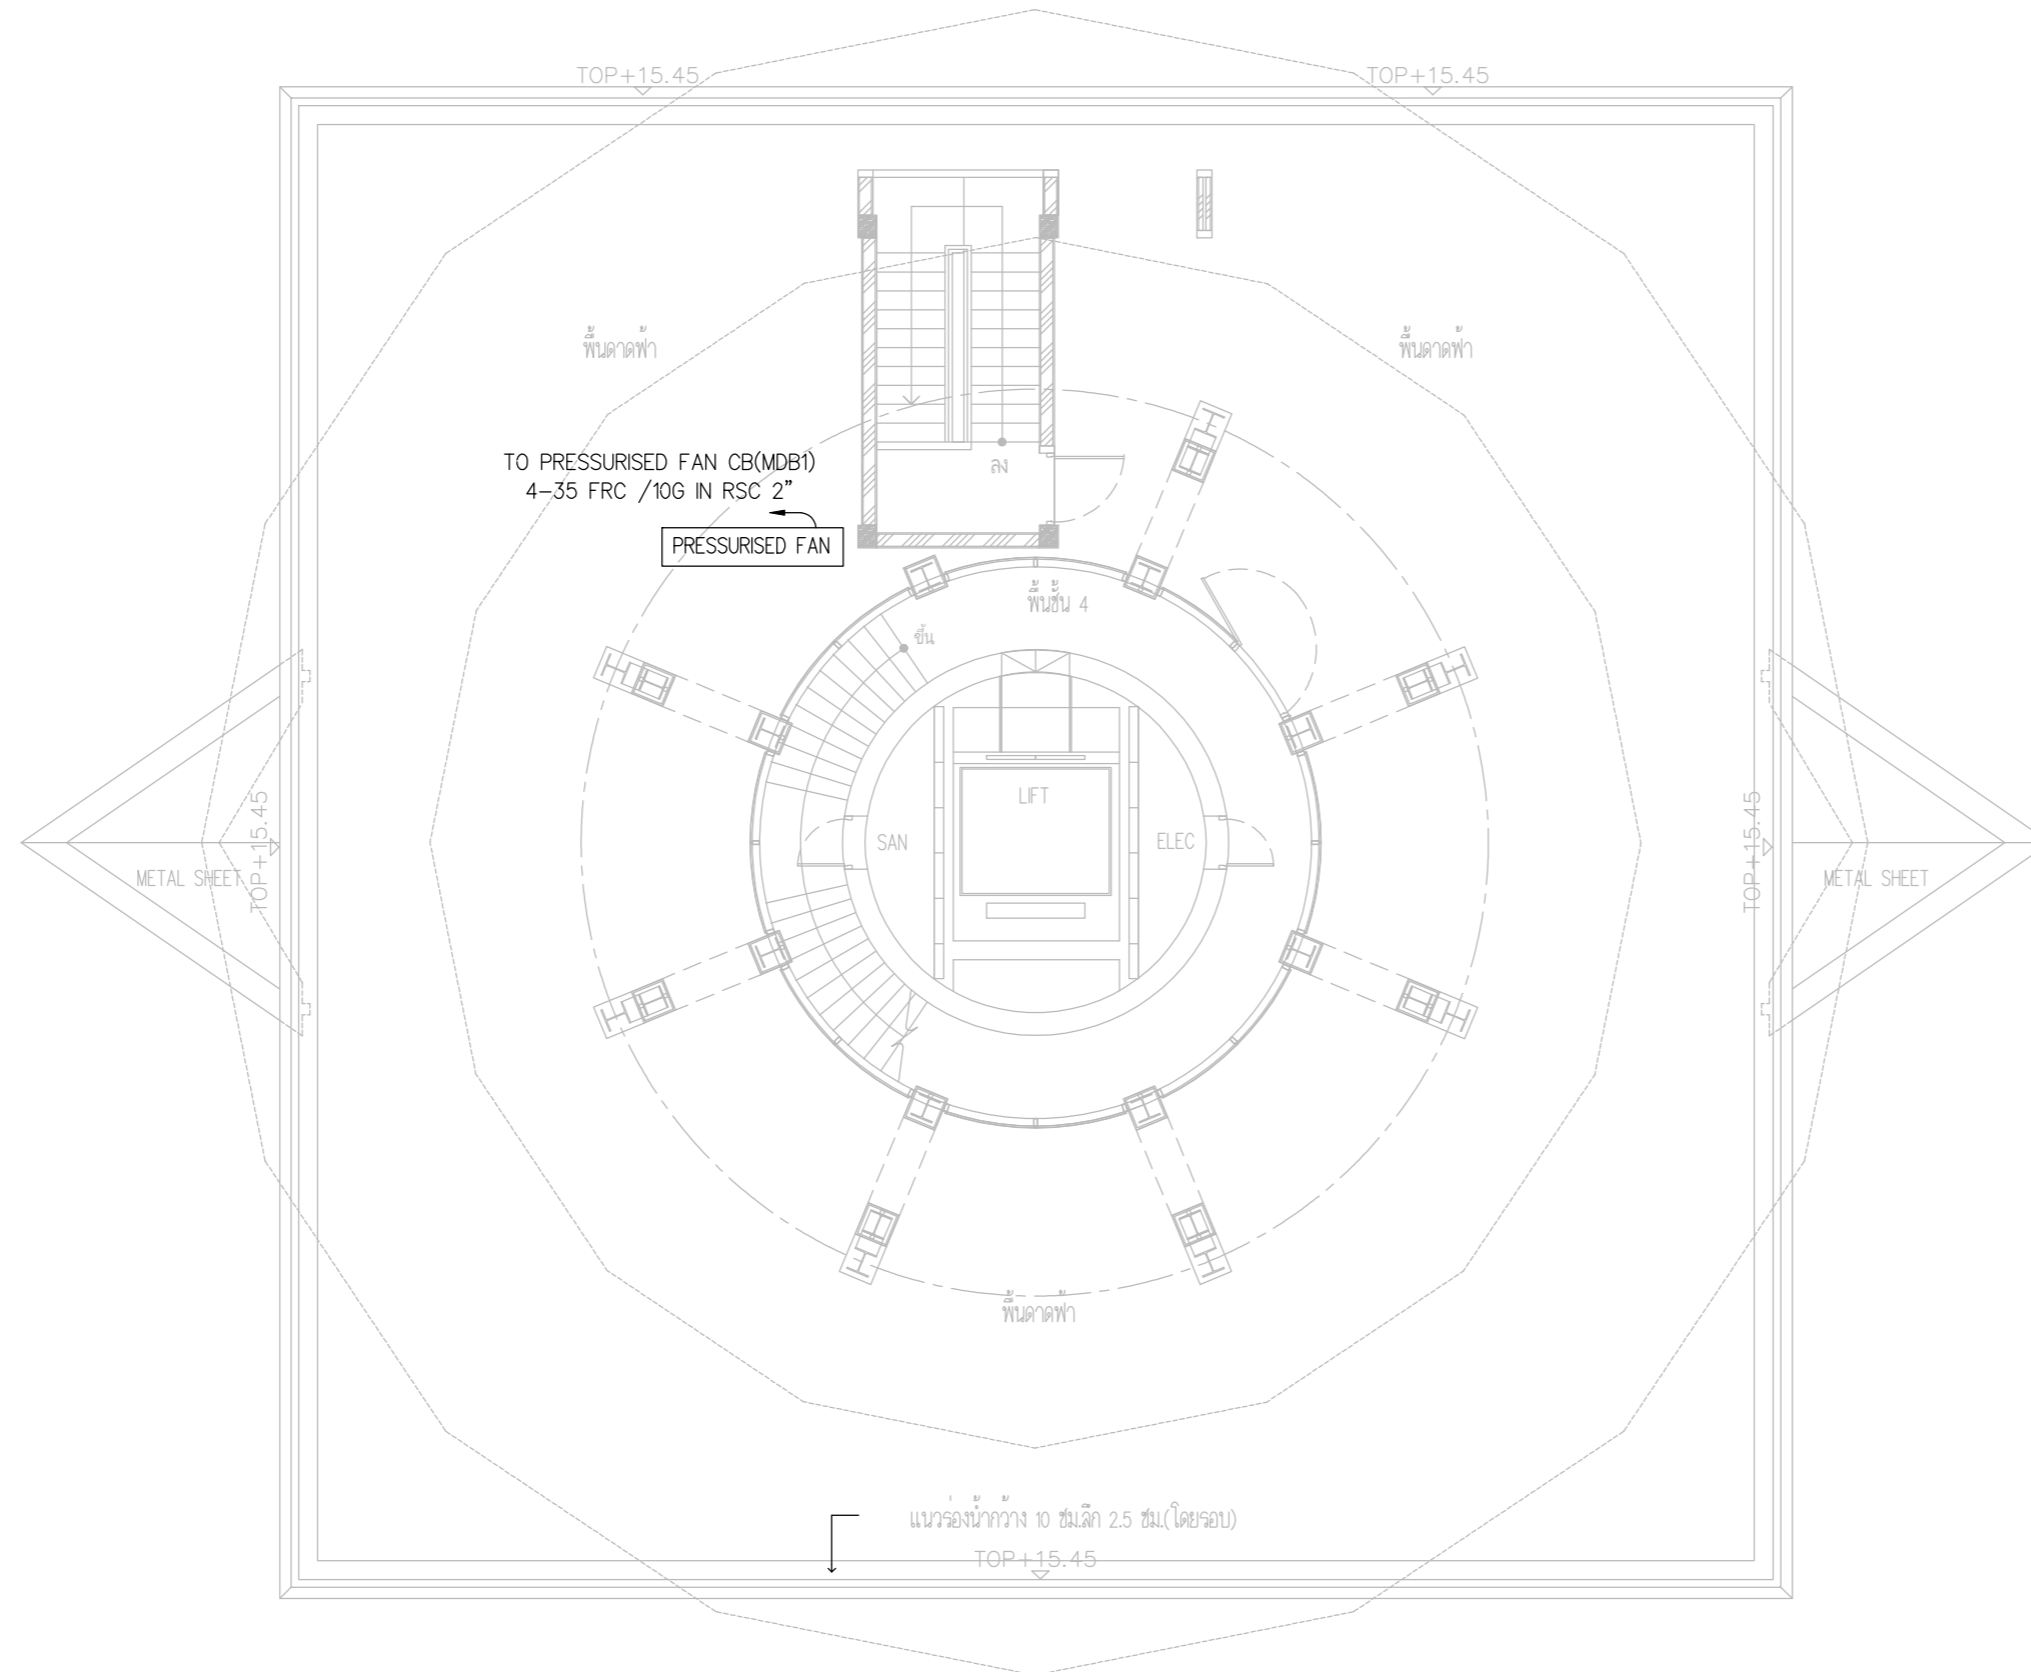 TOP+15.45
TOP+15.45
พื้นดาดฟ้า
พื้นดาดฟ้า
TO PRESSURISED FAN CB(MDB1)
4-35 FRC /10G IN RSC 2”
ลง
PRESSURISED FAN
พื้นชั้น 4
ขึ้น
LIFT
SAN
ELEC
METAL SHEET
TOP+15.45
TOP+15.45
METAL SHEET
พื้นดาดฟ้า
แนวร่องน้ำกว้าง 10 ซม.ลึก 2.5 ซม.(โดยรอบ)
TOP+15.45